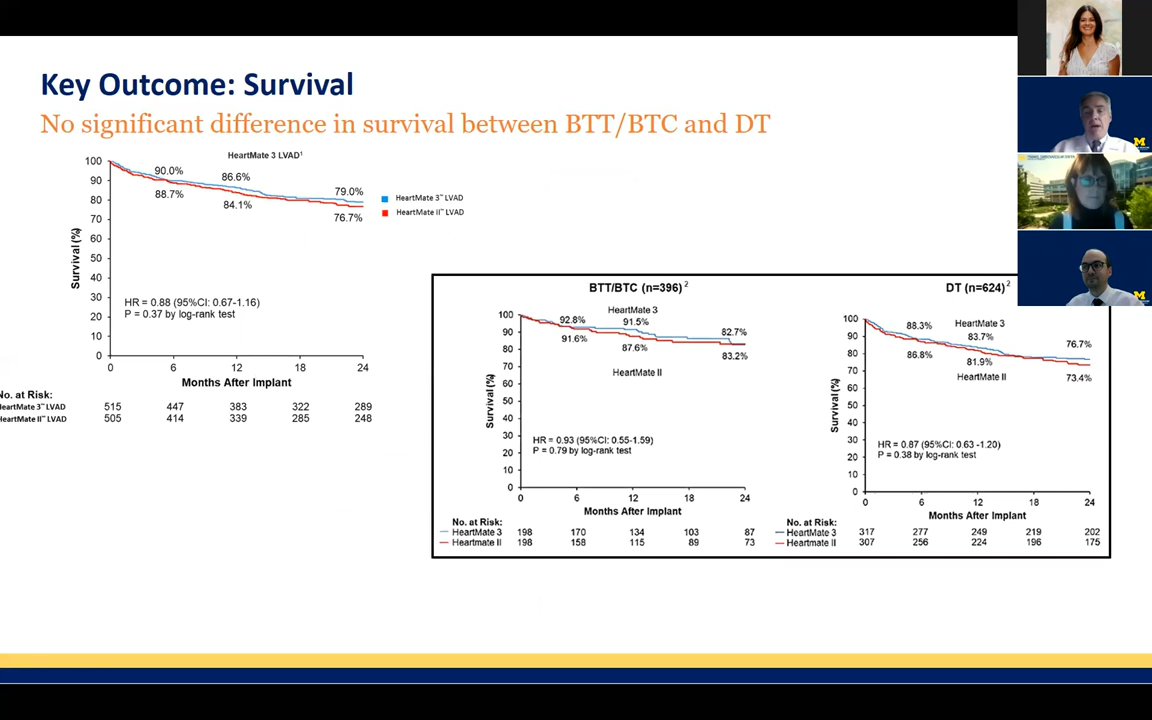 Key Outcome: Survival
No significant difference in survival between BTT/BTC and DT
HeartMate 3 LVAD¹
100
90
80
70
60
50
40
30
20
10
0
Survival (%)
90.0%
86.6%
79.0%
88.7%
84.1%
76.7%
HeartMate 3™ LVAD
HeartMate II™ LVAD
HR = 0.88 (95%CI: 0.67-1.16)
P = 0.37 by log-rank test
0 6 12 18 24
Months After Implant
No. at Risk:
HeartMate 3™ LVAD 515 447 383 322 289
HeartMate II™ LVAD 505 414 339 285 248
BTT/BTC (n=396)²
HeartMate 3
100
90
80
70
60
50
40
30
20
10
0
Survival (%)
92.8%
91.5%
82.7%
91.6%
87.6%
83.2%
HeartMate II
HR = 0.93 (95%CI: 0.55-1.59)
P = 0.79 by log-rank test
0 6 12 18 24
Months After Implant
No. at Risk:
HeartMate 3 198 170 134 103 87
Heartmate II 198 158 115 89 73
DT (n=624)²
HeartMate 3
100
90
80
70
60
50
40
30
20
10
0
Survival (%)
88.3%
83.7%
76.7%
86.8%
81.9%
73.4%
HeartMate II
HR = 0.87 (95%CI: 0.63 -1.20)
P = 0.38 by log-rank test
0 6 12 18 24
Months After Implant
No. at Risk:
HeartMate 3 317 277 249 219 202
Heartmate II 307 256 224 196 175
M
M